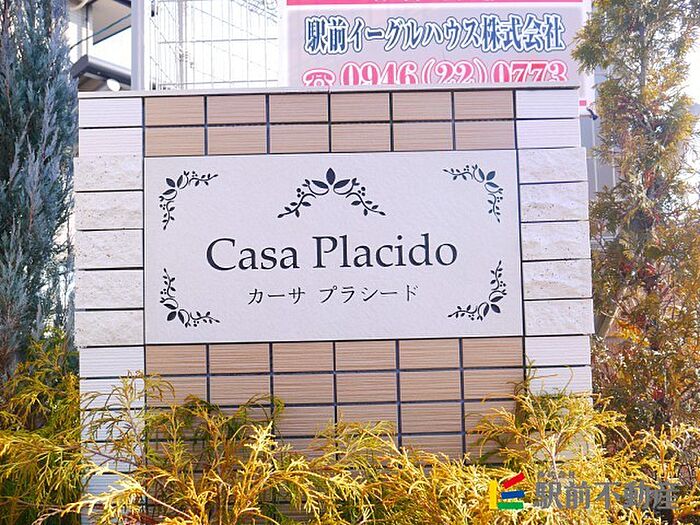 駅前イーグルハウス株式会社
☎0946(22)0773
Casa Placido
カーサ プラシード
駅前不動産